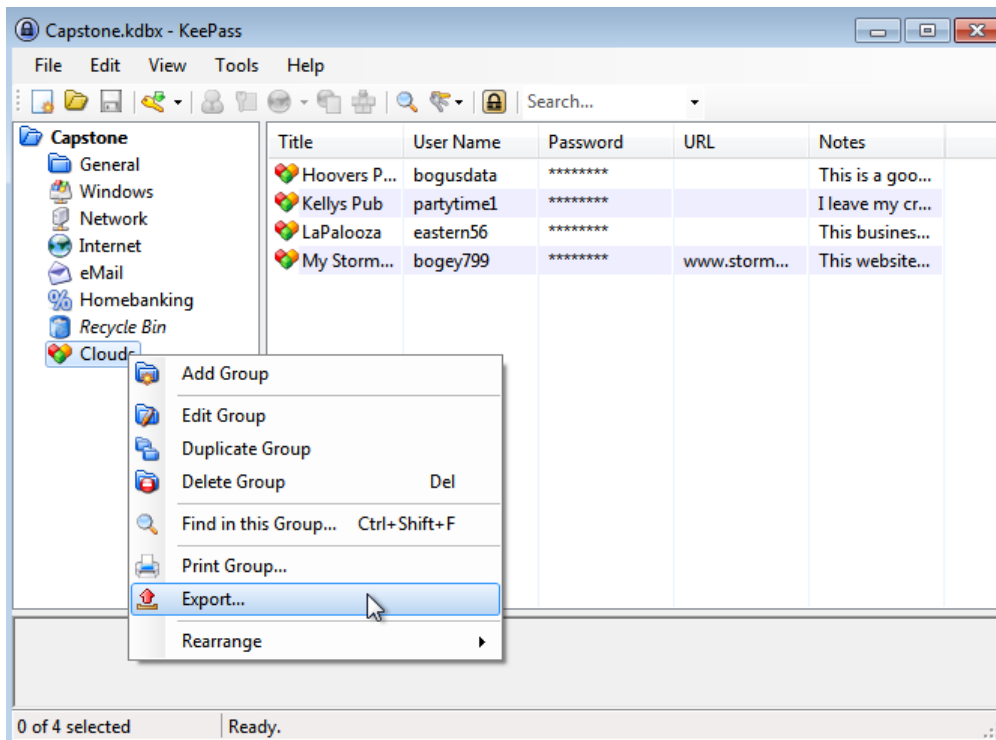 Capstone.kdbx - KeePass
File Edit View Tools Help
Search...
Capstone
General
Windows
Network
Internet
eMail
Homebanking
Recycle Bin
Clouds
Title User Name Password URL Notes
Hoovers P... bogusdata ******** This is a goo...
Kellys Pub partytime1 ******** I leave my cr...
LaPalooza eastern56 ******** This busines...
My Storm... bogey799 ******** www.storm... This website...
Add Group
Edit Group
Duplicate Group
Delete Group Del
Find in this Group... Ctrl+Shift+F
Print Group...
Export...
Rearrange
0 of 4 selected Ready.